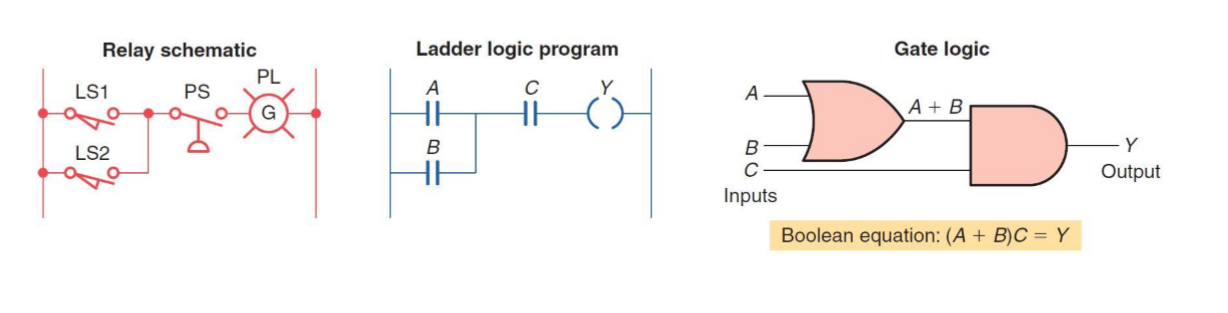 Relay schematic
LS1
PS
PL
G
LS2
Ladder logic program
A
C
Y
B
Gate logic
A
A + B
B
C
Y
Output
Inputs
Boolean equation: (A + B)C = Y